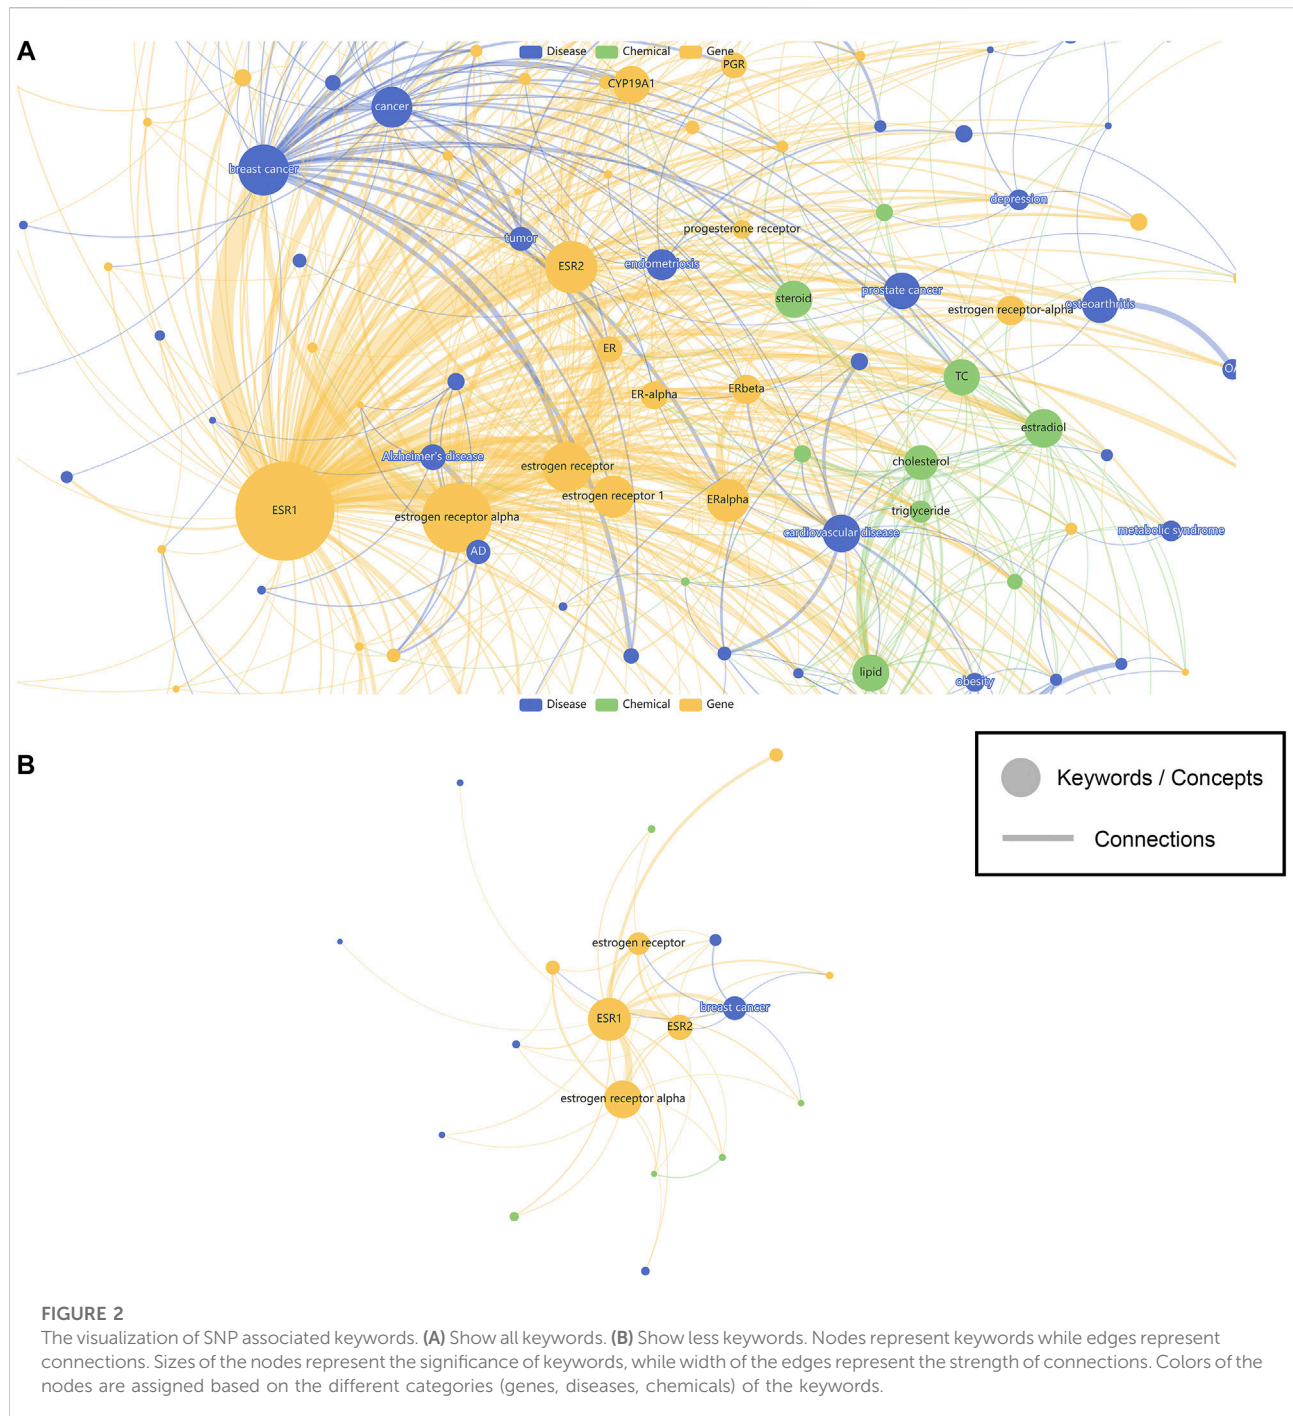 A
Disease Chemical Gene
PGR
CYP19A1
cancer
breast cancer
depression
progesterone receptor
tumor
endometriosis
ESR2
prostate cancer
steroid
osteoarthritis
estrogen receptor-alpha
ER
TC
ERbeta
ER-alpha
estradiol
Alzheimer's disease
cholesterol
estrogen receptor
estrogen receptor 1
ERalpha
ESR1
triglyceride
estrogen receptor alpha
cardiovascular disease
metabolic syndrome
AD
lipid
obesity
Disease Chemical Gene
B
Keywords / Concepts
Connections
estrogen receptor
breast cancer
ESR1
ESR2
estrogen receptor alpha
FIGURE 2
The visualization of SNP associated keywords. (A) Show all keywords. (B) Show less keywords. Nodes represent keywords while edges represent
connections. Sizes of the nodes represent the significance of keywords, while width of the edges represent the strength of connections. Colors of the
nodes are assigned based on the different categories (genes, diseases, chemicals) of the keywords.